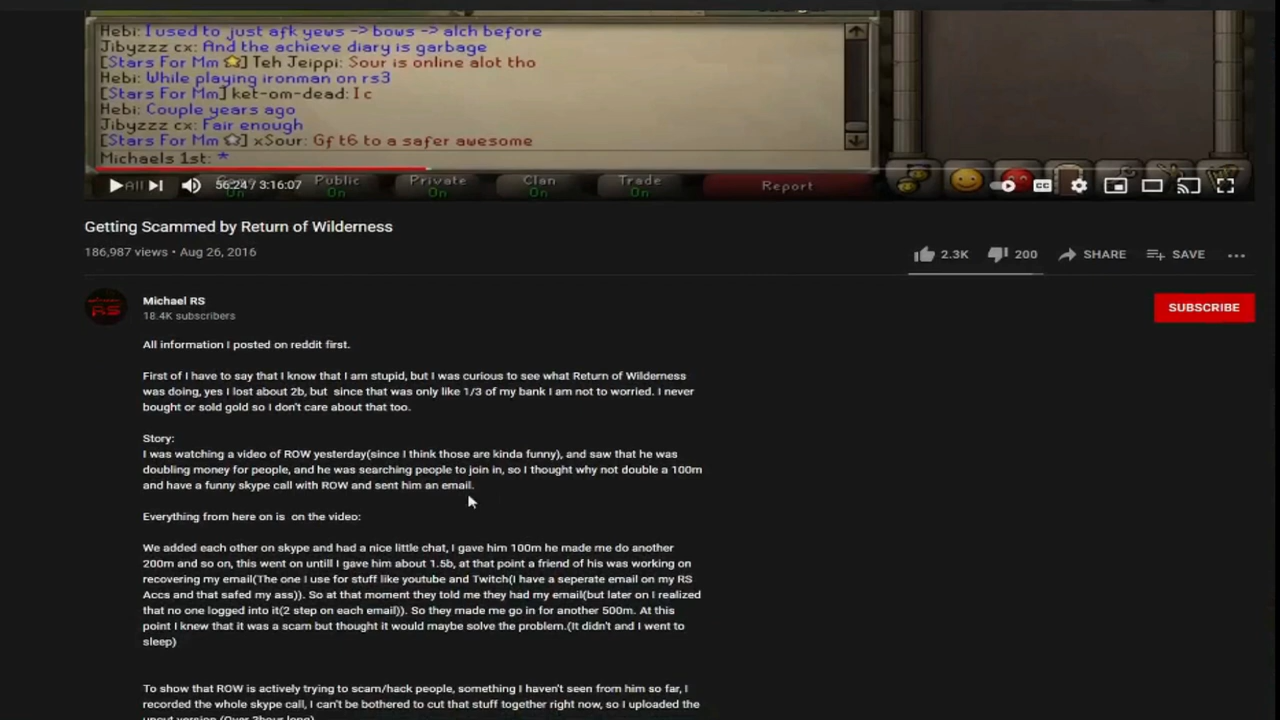 Hebi: I used to just afk yews -> bows -> alch before
Jibyzzz cx: And the achieve diary is garbage
[Stars For Mm] Teh Jeippi: Sour is online alot tho
Hebi: While playing ironman on rs3
[Stars For Mm] ket-om-dead: I c
Hebi: Couple years ago
Jibyzzz cx: Fair enough
[Stars For Mm] xSour: Gf t6 to a safer awesome
Michaels 1st: *
All Public Private Clan Trade Report
56:24 / 3:16:07
On On On On On
CC
Getting Scammed by Return of Wilderness
186,987 views • Aug 26, 2016
2.3K 200 SHARE SAVE
RS
Michael RS
18.4K subscribers
SUBSCRIBE
All information I posted on reddit first.
First of I have to say that I know that I am stupid, but I was curious to see what Return of Wilderness
was doing, yes I lost about 2b, but since that was only like 1/3 of my bank I am not to worried. I never
bought or sold gold so I don't care about that too.
Story:
I was watching a video of ROW yesterday(since I think those are kinda funny), and saw that he was
doubling money for people, and he was searching people to join in, so I thought why not double a 100m
and have a funny skype call with ROW and sent him an email.
Everything from here on is on the video:
We added each other on skype and had a nice little chat, I gave him 100m he made me do another
200m and so on, this went on untill I gave him about 1.5b, at that point a friend of his was working on
recovering my email(The one I use for stuff like youtube and Twitch(I have a seperate email on my RS
Accs and that safed my ass)). So at that moment they told me they had my email(but later on I realized
that no one logged into it(2 step on each email)). So they made me go in for another 500m. At this
point I knew that it was a scam but thought it would maybe solve the problem.(It didn't and I went to
sleep)
To show that ROW is actively trying to scam/hack people, something I haven't seen from him so far, I
recorded the whole skype call, I can't be bothered to cut that stuff together right now, so I uploaded the
uncut version.(Over 3hour long)